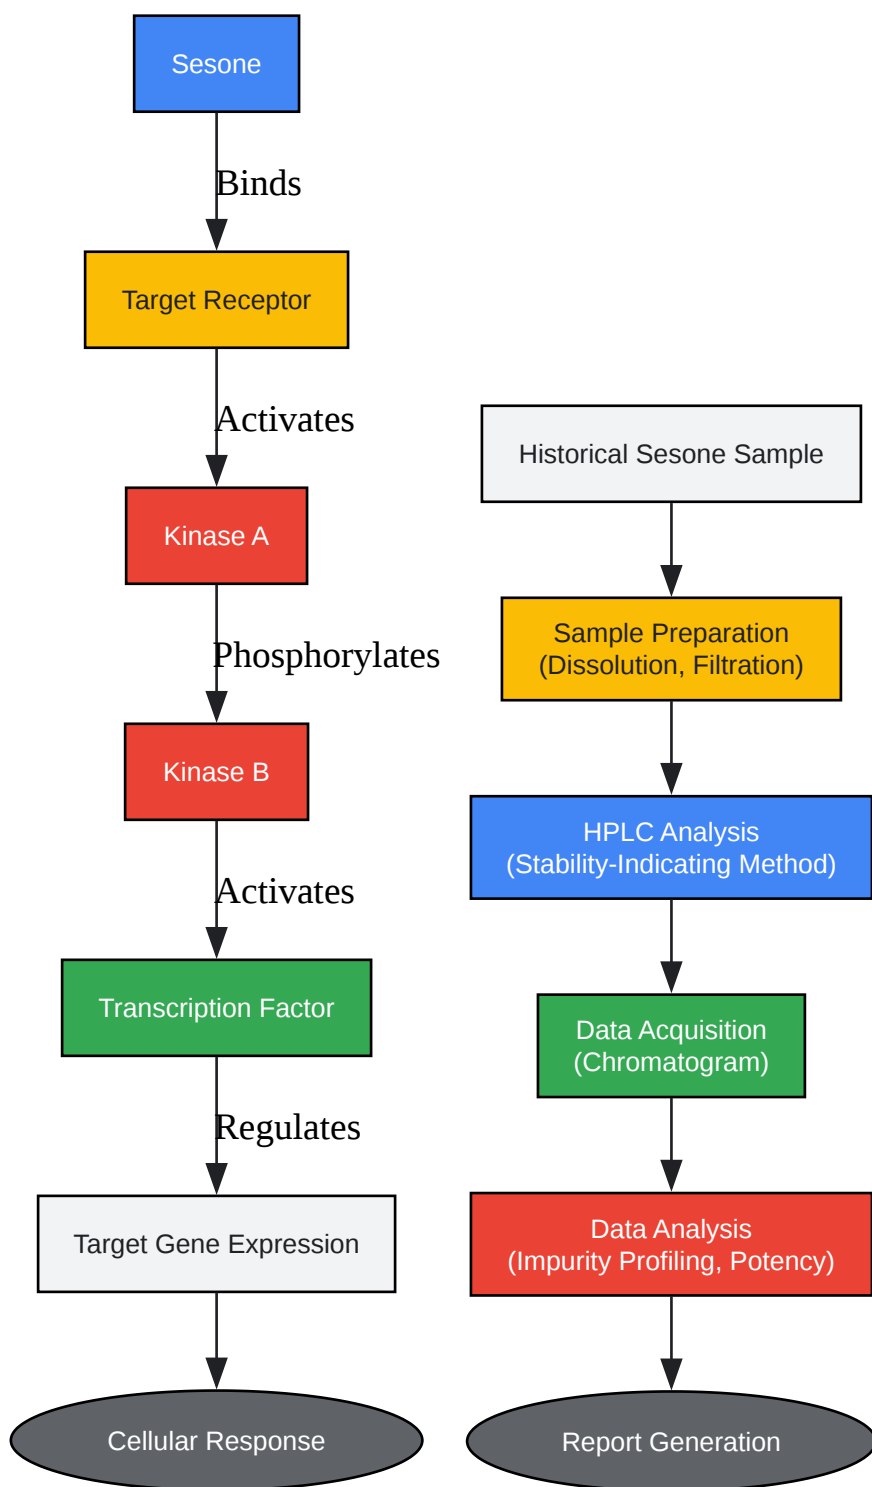 Sesone
Binds
Target Receptor
Activates
Kinase A
Phosphorylates
Kinase B
Activates
Transcription Factor
Regulates
Target Gene Expression
Cellular Response
Historical Sesone Sample
Sample Preparation
(Dissolution, Filtration)
HPLC Analysis
(Stability-Indicating Method)
Data Acquisition
(Chromatogram)
Data Analysis
(Impurity Profiling, Potency)
Report Generation